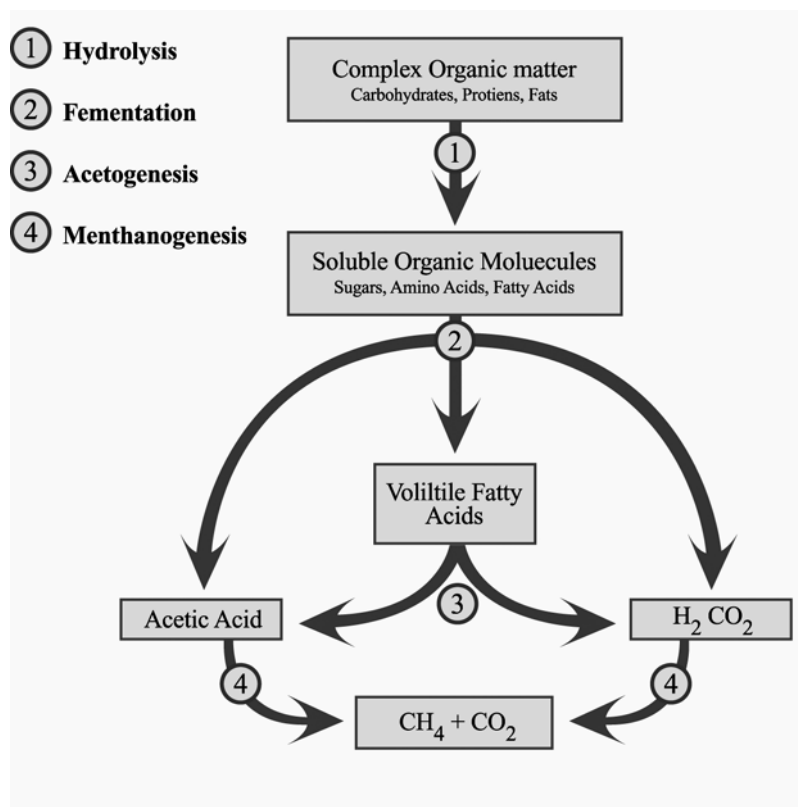 1 Hydrolysis
2 Fementation
3 Acetogenesis
4 Menthanogenesis
Complex Organic matter
Carbohydrates, Protiens, Fats
1
Soluble Organic Moluecules
Sugars, Amino Acids, Fatty Acids
2
Voliltile Fatty
Acids
3
Acetic Acid
H₂ CO₂
4
4
CH₄ + CO₂